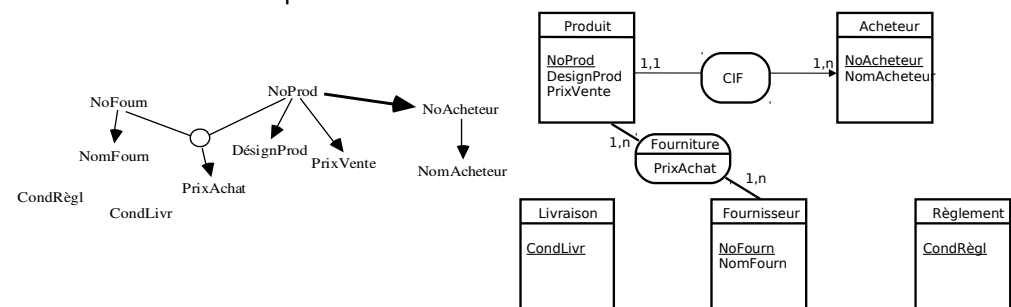 NoFourn
NoProd
NoAcheteur
NomFourn
DésignProd
PrixVente
NomAcheteur
PrixAchat
CondRègl
CondLivr
Produit
NoProd
DesignProd
PrixVente
1,1
CIF
1,n
Acheteur
NoAcheteur
NomAcheteur
1,n
Fourniture
PrixAchat
1,n
Livraison
CondLivr
Fournisseur
NoFourn
NomFourn
Règlement
CondRègl